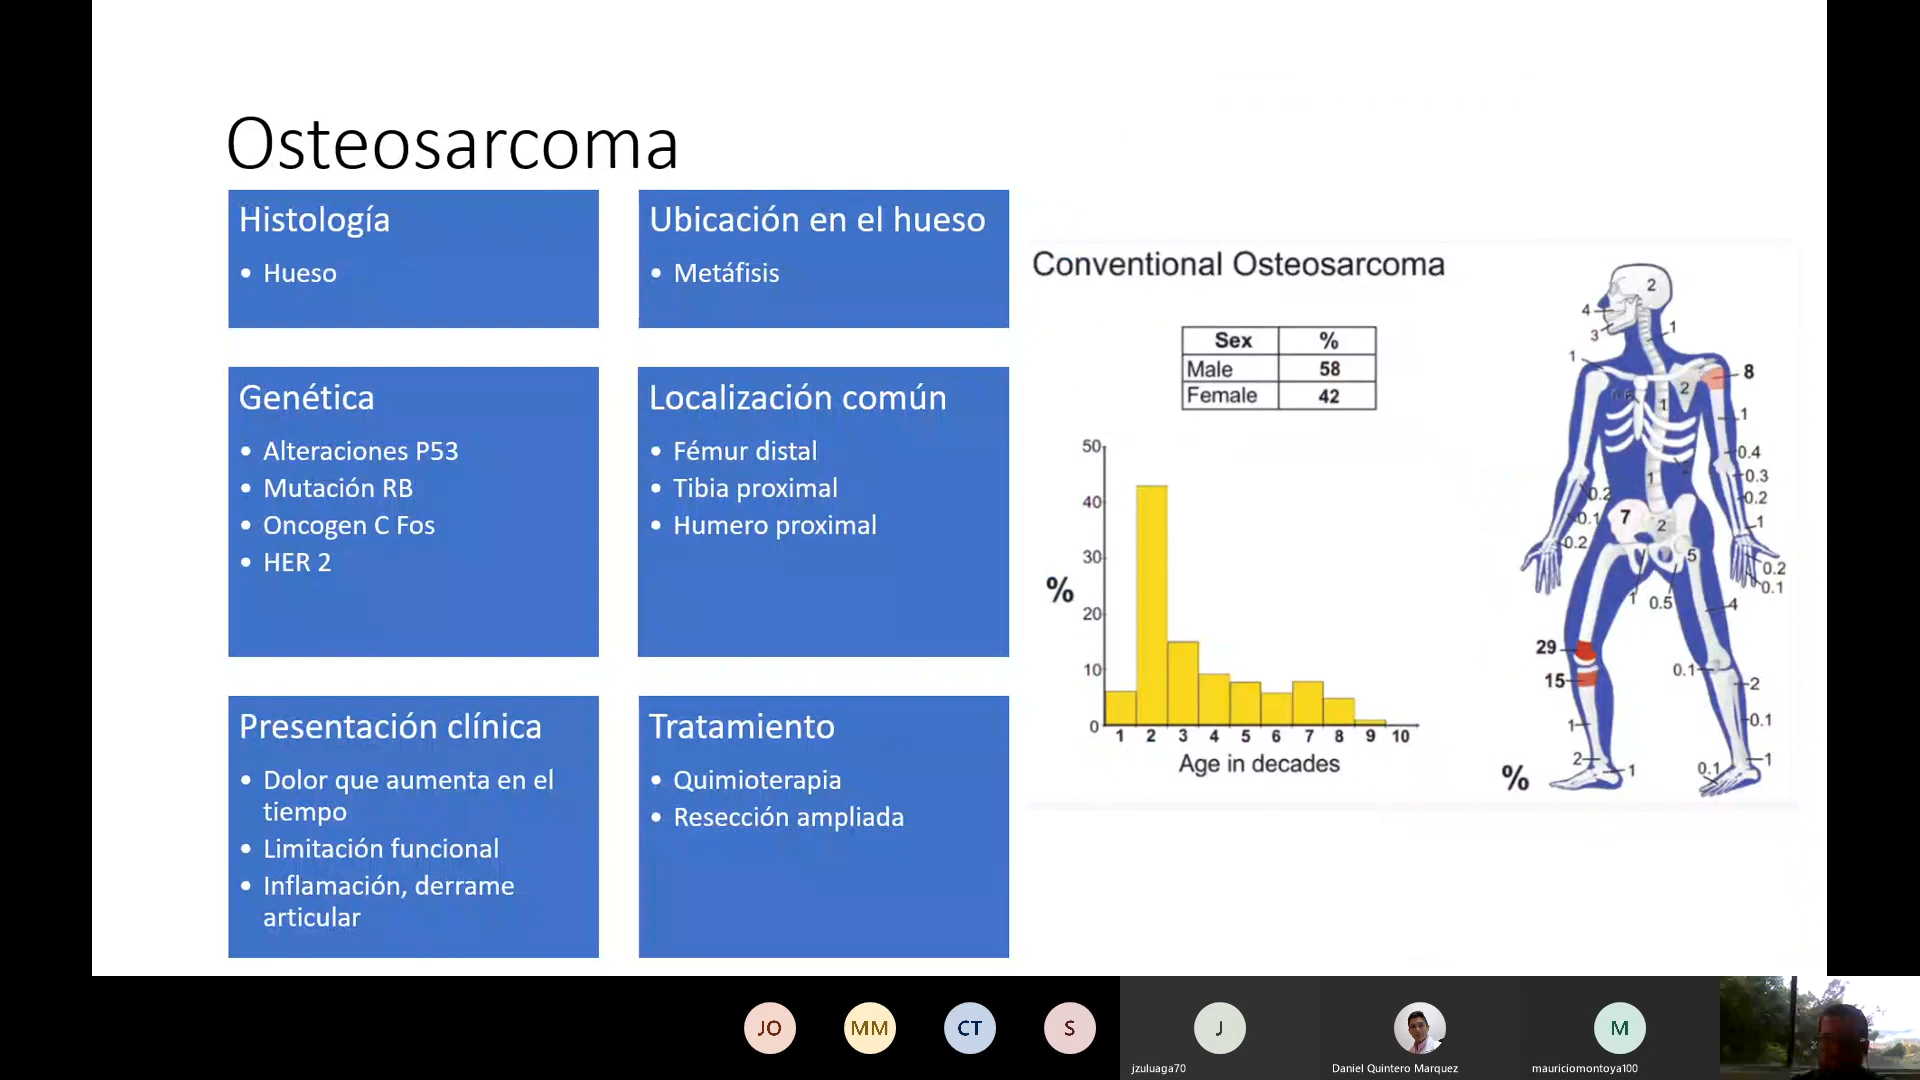 Osteosarcoma
Histología
• Hueso
Ubicación en el hueso
• Metáfisis
Genética
• Alteraciones P53
• Mutación RB
• Oncogen C Fos
• HER 2
Localización común
• Fémur distal
• Tibia proximal
• Humero proximal
Presentación clínica
• Dolor que aumenta en el
tiempo
• Limitación funcional
• Inflamación, derrame
articular
Tratamiento
• Quimioterapia
• Resección ampliada
Conventional Osteosarcoma
Sex %
Male 58
Female 42
50
40
30
%
20
10
0
1 2 3 4 5 6 7 8 9 10
Age in decades
2
4
1
3
1
8
2
1
1
0.4
0.3
1
0.2
0.2
7
0.1
2
1
0.2
5
0.2
0.1
1
0.5
4
29
0.1
15
2
1
0.1
2
1
0.1
1
%
JO
MM
CT
S
J
M
jzuluaga70
Daniel Quintero Marquez
mauriciomontoya100